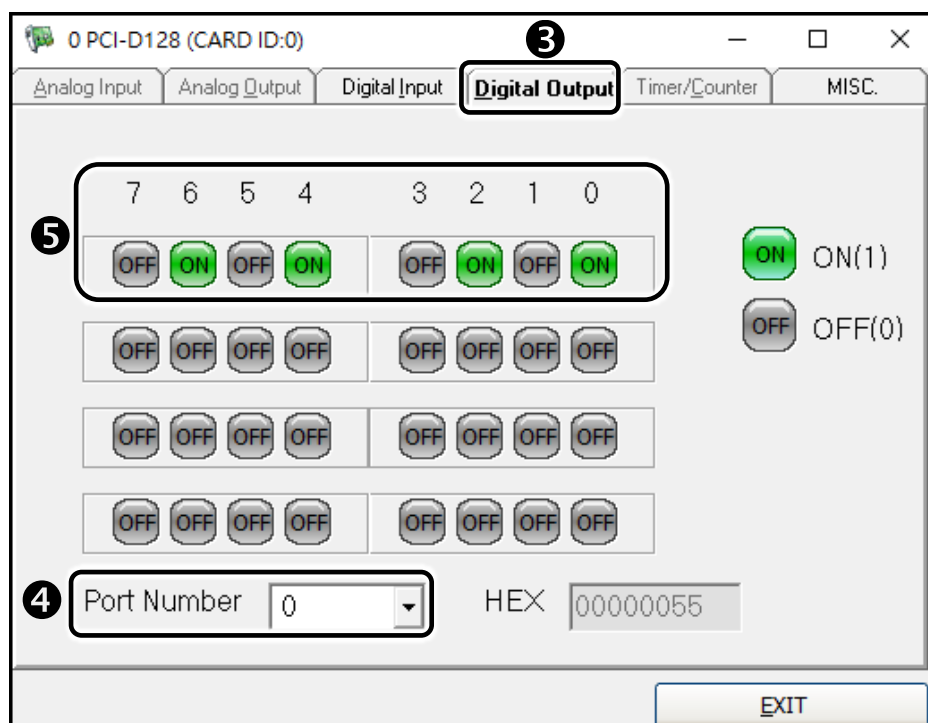 0 PCI-D128 (CARD ID:0)
❸
Analog Input Analog Output Digital Input Digital Output Timer/Counter MISC.
7 6 5 4 3 2 1 0
❺
OFF ON OFF ON OFF ON OFF ON
ON ON(1)
OFF OFF(0)
OFF OFF OFF OFF OFF OFF OFF OFF
OFF OFF OFF OFF OFF OFF OFF OFF
OFF OFF OFF OFF OFF OFF OFF OFF
❹ Port Number 0 HEX 00000055
EXIT